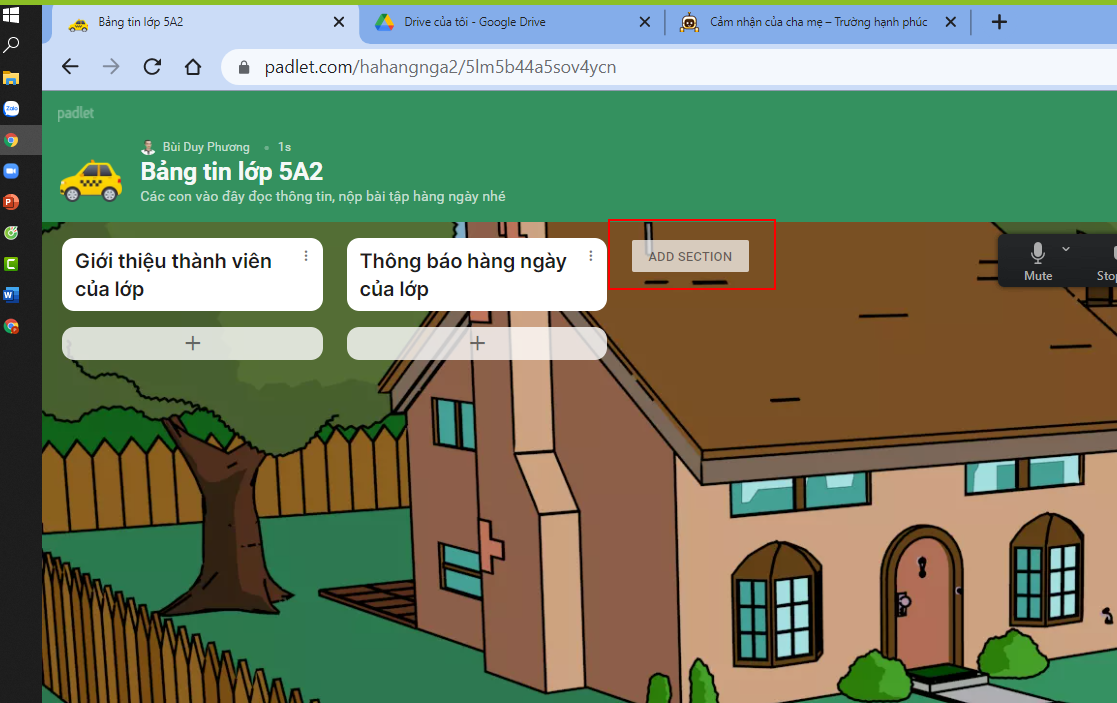 Bảng tin lớp 5A2
Drive của tôi - Google Drive
Cảm nhận của cha mẹ – Trường hạnh phúc
padlet.com/hahangnga2/5lm5b44a5sov4ycn
padlet
Bùi Duy Phương • 1s
Bảng tin lớp 5A2
Các con vào đây đọc thông tin, nộp bài tập hàng ngày nhé
Giới thiệu thành viên
của lớp
Thông báo hàng ngày
của lớp
ADD SECTION
Mute
Zalo